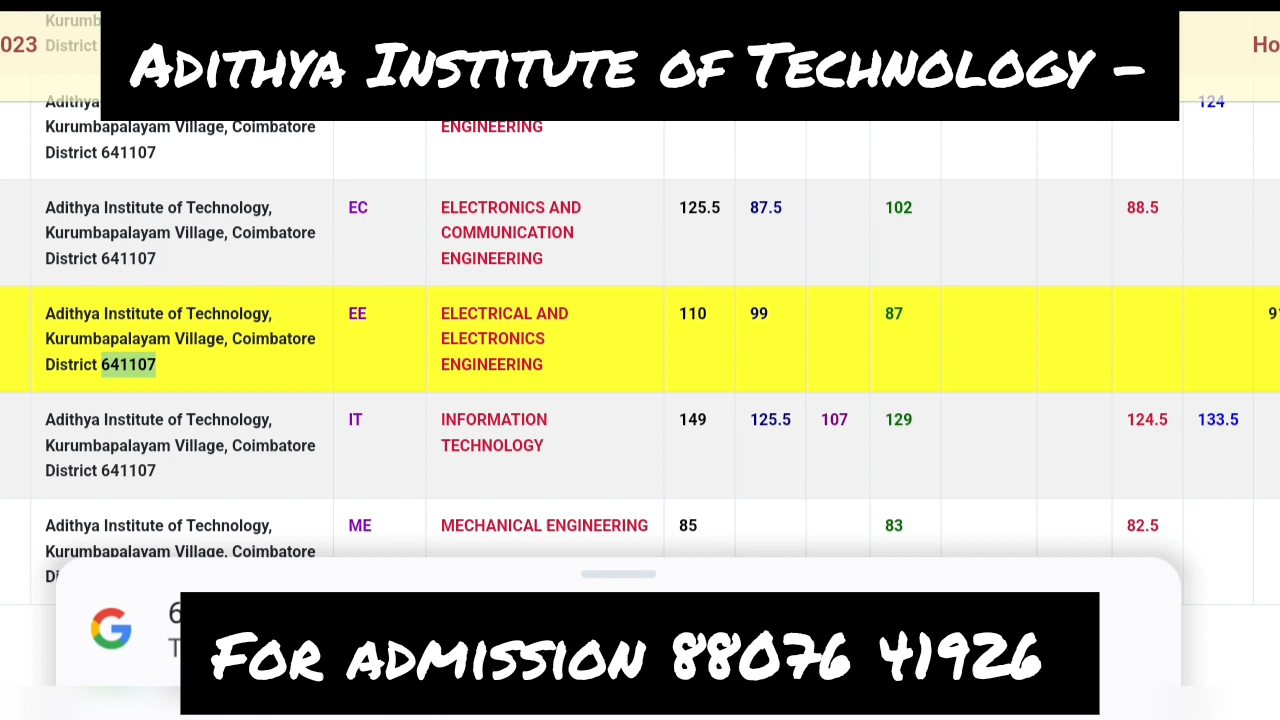 Kurumb
023
District
Adithya Institute of Technology -
Ho
Adithya
124
Kurumbapalayam Village, Coimbatore
ENGINEERING
District 641107
Adithya Institute of Technology, EC ELECTRONICS AND 125.5 87.5 102 88.5
Kurumbapalayam Village, Coimbatore COMMUNICATION
District 641107 ENGINEERING
Adithya Institute of Technology, EE ELECTRICAL AND 110 99 87
Kurumbapalayam Village, Coimbatore ELECTRONICS
District 641107 ENGINEERING
Adithya Institute of Technology, IT INFORMATION 149 125.5 107 129 124.5 133.5
Kurumbapalayam Village, Coimbatore TECHNOLOGY
District 641107
Adithya Institute of Technology, ME MECHANICAL ENGINEERING 85 83 82.5
Kurumbapalayam Village, Coimbatore
For admission 88076 41926